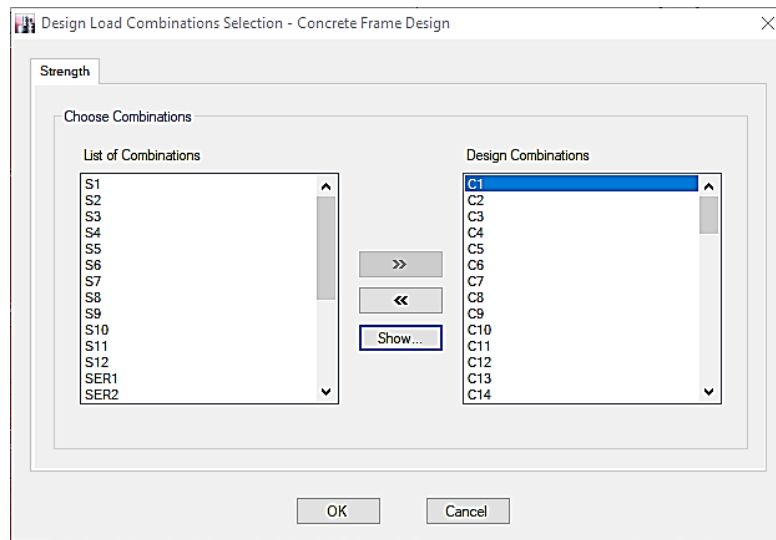 Design Load Combinations Selection - Concrete Frame Design
Strength
Choose Combinations
List of Combinations
S1
S2
S3
S4
S5
S6
S7
S8
S9
S10
S11
S12
SER1
SER2
>>
<<
Show...
Design Combinations
C1
C2
C3
C4
C5
C6
C7
C8
C9
C10
C11
C12
C13
C14
OK
Cancel